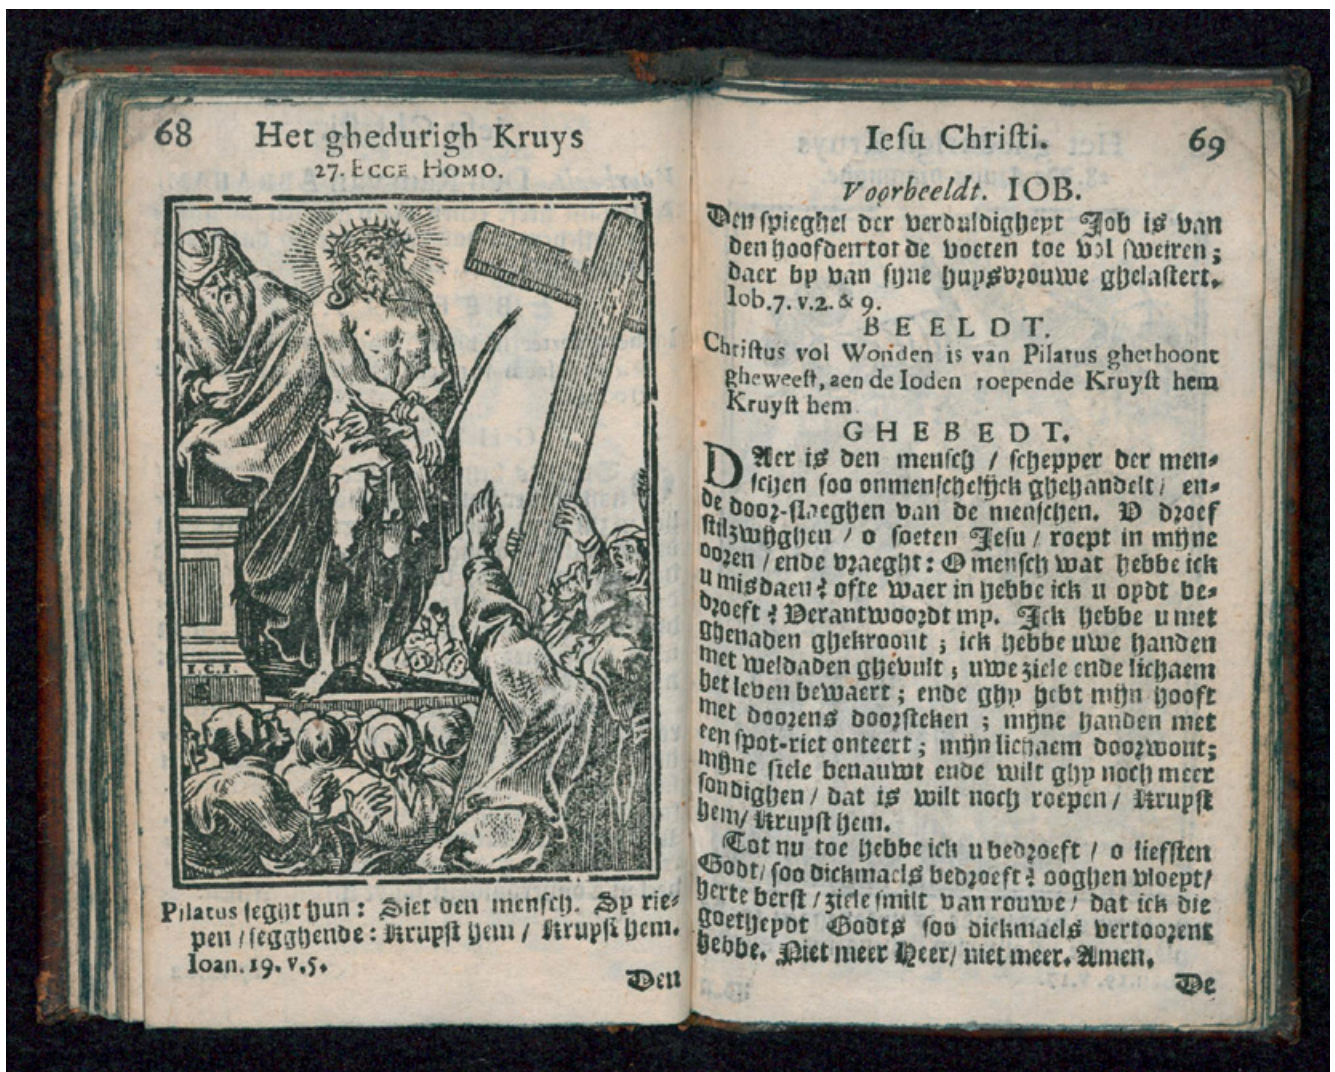 68 Het ghedurigh Kruys
27. ECCE HOMO.
I.C.I.
Pilatus seght hun: Siet den mensch. Sy rie-
pen / segghende: Kruyst hem / Kruyst hem.
Ioan. 19. v. 5.
Den
Iesu Christi. 69
Voorbeeldt. IOB.
Den spieghel der verduldigheyt Job is van
den hoofden tot de voeten toe vol sweiren;
daer by van syne huysvrouwe ghelastert.
Iob. 7. v. 2. & 9.
BEELDT.
Christus vol Wonden is van Pilatus ghethoont
gheweest, aen de Ioden roepende Kruyst hem
Kruyst hem
GHEBEDT.
DAer is den mensch / schepper der men-
schen soo onmenschelijck ghehandelt / en-
de door-slaeghen van de menschen. O droef
stilzwijghen / o soeten Jesu / roept in mijne
ooren / ende vraeght: O mensch wat hebbe ick
u misdaen? ofte waer in hebbe ick u oydt be-
droeft? Verantwoordt my. Ick hebbe u met
ghenaden ghekroont; ick hebbe uwe handen
met weldaden ghevult; uwe ziele ende lichaem
het leven bewaert; ende ghy hebt mijn hooft
met doorens doorsteken; mijne handen met
een spot-riet onteert; mijn lichaem doorwont;
mijne siele benauwt ende wilt ghy noch meer
sondighen / dat is wilt noch roepen / Kruyst
hem / Kruyst hem.
Tot nu toe hebbe ick u bedroeft / o liefsten
Godt / soo dickmaels bedroeft? ooghen vloeyt /
herte berst / ziele smilt van rouwe / dat ick die
goetheydt Godts soo dickmaels vertoorent
hebbe. Niet meer Heer / niet meer. Amen.
De